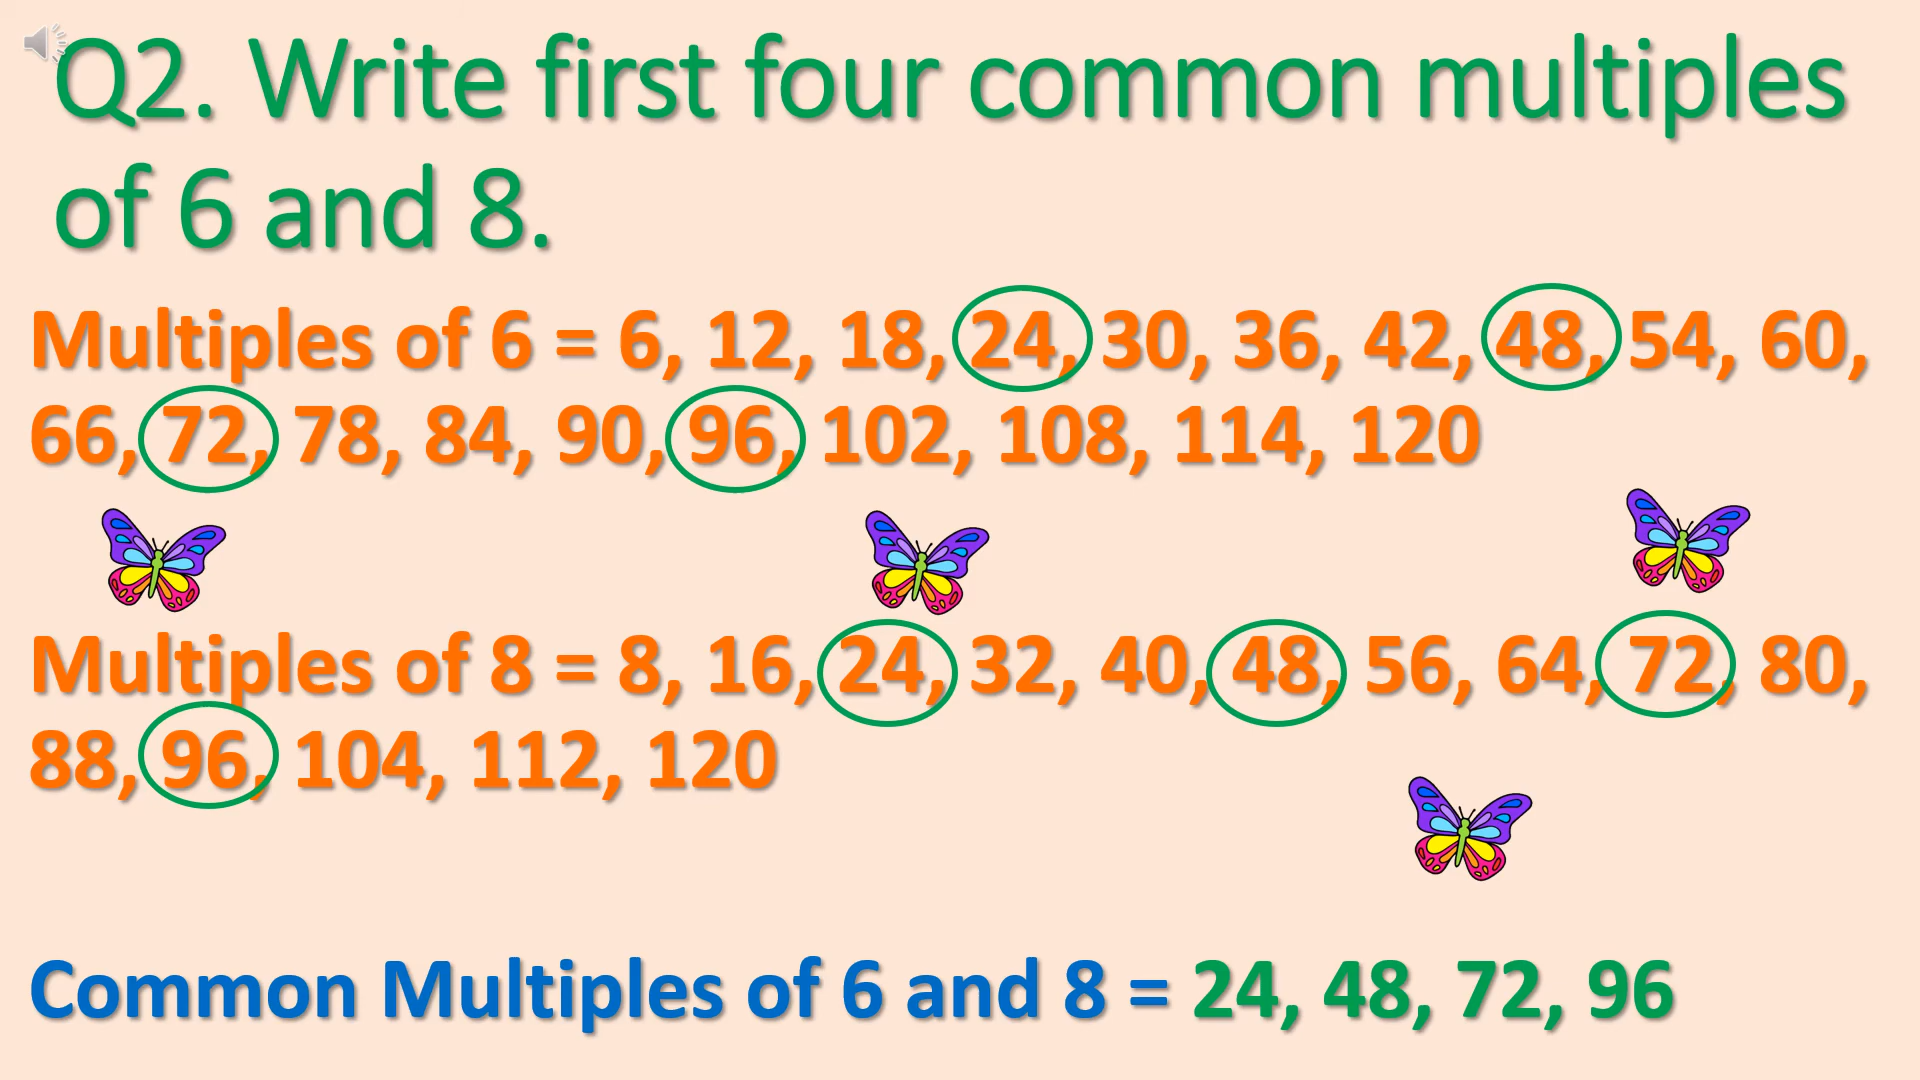 Q2. Write first four common multiples
of 6 and 8.
Multiples of 6 = 6, 12, 18, 24, 30, 36, 42, 48, 54, 60,
66, 72, 78, 84, 90, 96, 102, 108, 114, 120
Multiples of 8 = 8, 16, 24, 32, 40, 48, 56, 64, 72, 80,
88, 96, 104, 112, 120
Common Multiples of 6 and 8 = 24, 48, 72, 96